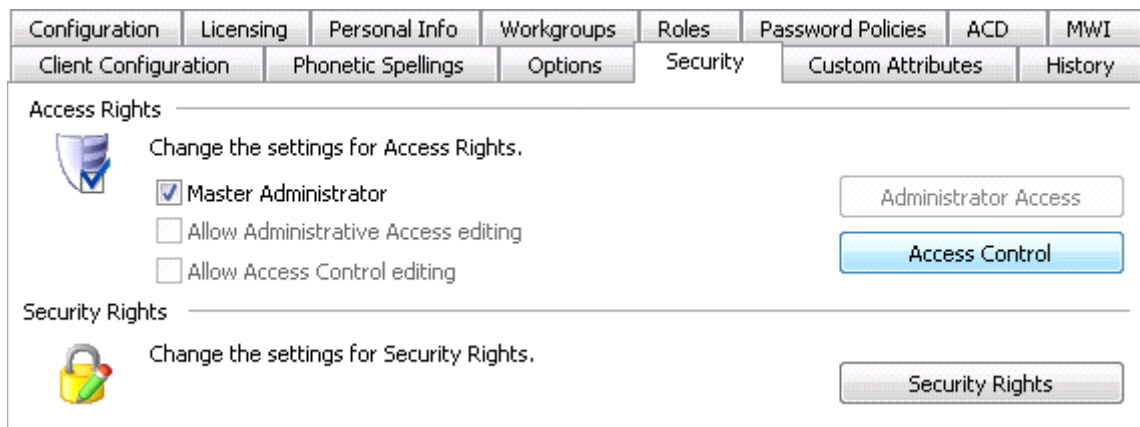 Configuration Licensing Personal Info Workgroups Roles Password Policies ACD MWI
Client Configuration Phonetic Spellings Options Security Custom Attributes History
Access Rights
Change the settings for Access Rights.
Master Administrator
Administrator Access
Allow Administrative Access editing
Access Control
Allow Access Control editing
Security Rights
Change the settings for Security Rights.
Security Rights